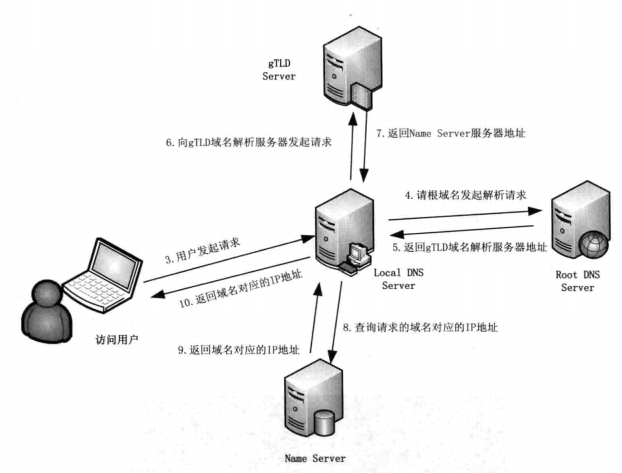 gTLD
Server
6. 向gTLD域名解析服务器发起请求
7. 返回Name Server服务器地址
4. 请根域名发起解析请求
3. 用户发起请求
5. 返回gTLD域名解析服务器地址
Local DNS
Server
Root DNS
Server
10. 返回域名对应的IP地址
访问用户
8. 查询请求的域名对应的IP地址
9. 返回域名对应的IP地址
Name Server